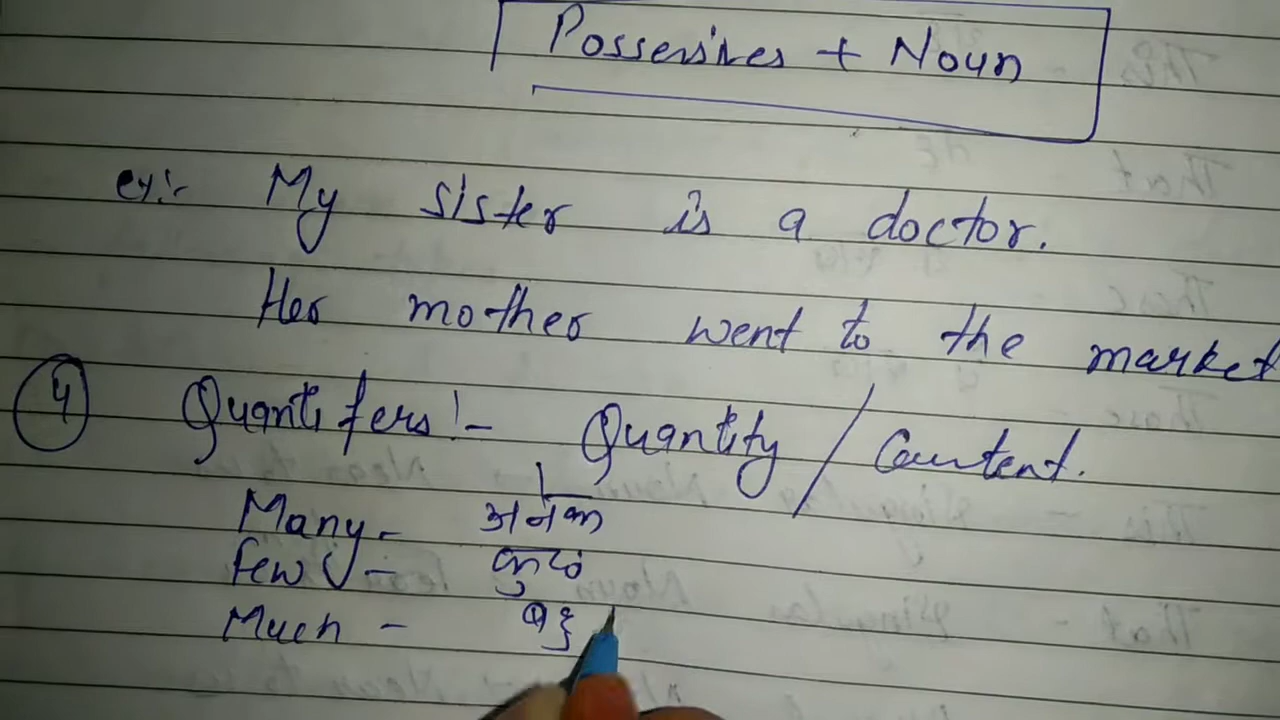 Possessives + Noun
ex:- My sister is a doctor.
Her mother went to the market
4 Quantifers:- Quantity / Content.
Many - अनेक
few - कुछ
Much - बहु